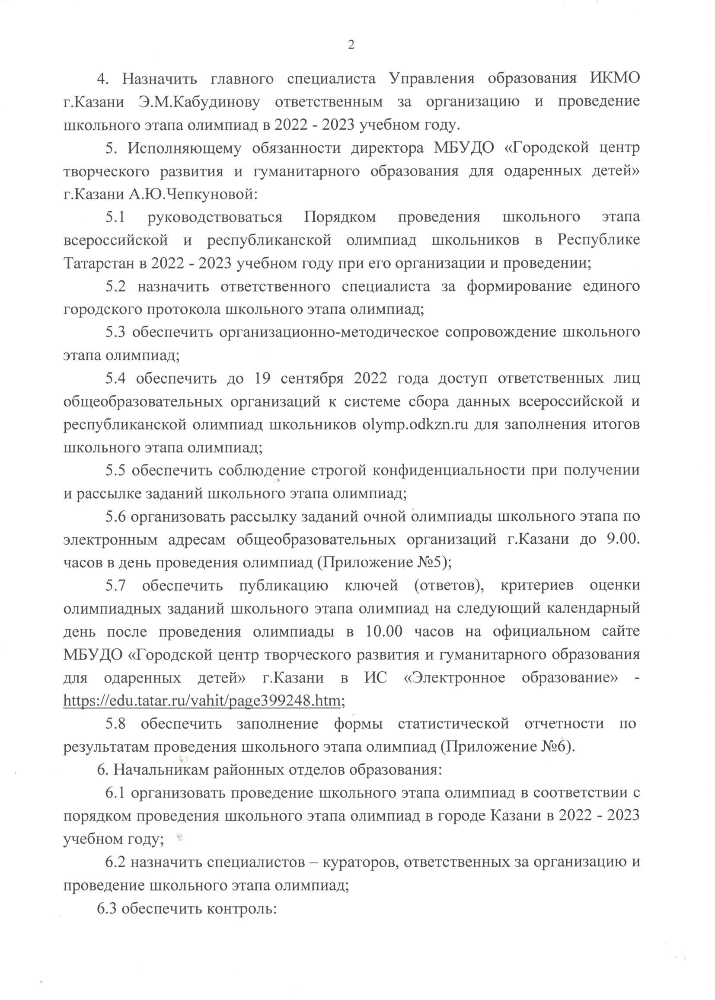 2
4. Назначить главного специалиста Управления образования ИКМО
г.Казани Э.М.Кабудинову ответственным за организацию и проведение
школьного этапа олимпиад в 2022 - 2023 учебном году.
5. Исполняющему обязанности директора МБУДО «Городской центр
творческого развития и гуманитарного образования для одаренных детей»
г.Казани А.Ю.Чепкуновой:
5.1 руководствоваться Порядком проведения школьного этапа
всероссийской и республиканской олимпиад школьников в Республике
Татарстан в 2022 - 2023 учебном году при его организации и проведении;
5.2 назначить ответственного специалиста за формирование единого
городского протокола школьного этапа олимпиад;
5.3 обеспечить организационно-методическое сопровождение школьного
этапа олимпиад;
5.4 обеспечить до 19 сентября 2022 года доступ ответственных лиц
общеобразовательных организаций к системе сбора данных всероссийской и
республиканской олимпиад школьников olymp.odkzn.ru для заполнения итогов
школьного этапа олимпиад;
5.5 обеспечить соблюдение строгой конфиденциальности при получении
и рассылке заданий школьного этапа олимпиад;
5.6 организовать рассылку заданий очной олимпиады школьного этапа по
электронным адресам общеобразовательных организаций г.Казани до 9.00.
часов в день проведения олимпиад (Приложение №5);
5.7 обеспечить публикацию ключей (ответов), критериев оценки
олимпиадных заданий школьного этапа олимпиад на следующий календарный
день после проведения олимпиады в 10.00 часов на официальном сайте
МБУДО «Городской центр творческого развития и гуманитарного образования
для одаренных детей» г.Казани в ИС «Электронное образование» -
https://edu.tatar.ru/vahit/page399248.htm;
5.8 обеспечить заполнение формы статистической отчетности по
результатам проведения школьного этапа олимпиад (Приложение №6).
6. Начальникам районных отделов образования:
6.1 организовать проведение школьного этапа олимпиад в соответствии с
порядком проведения школьного этапа олимпиад в городе Казани в 2022 - 2023
учебном году;
6.2 назначить специалистов – кураторов, ответственных за организацию и
проведение школьного этапа олимпиад;
6.3 обеспечить контроль: